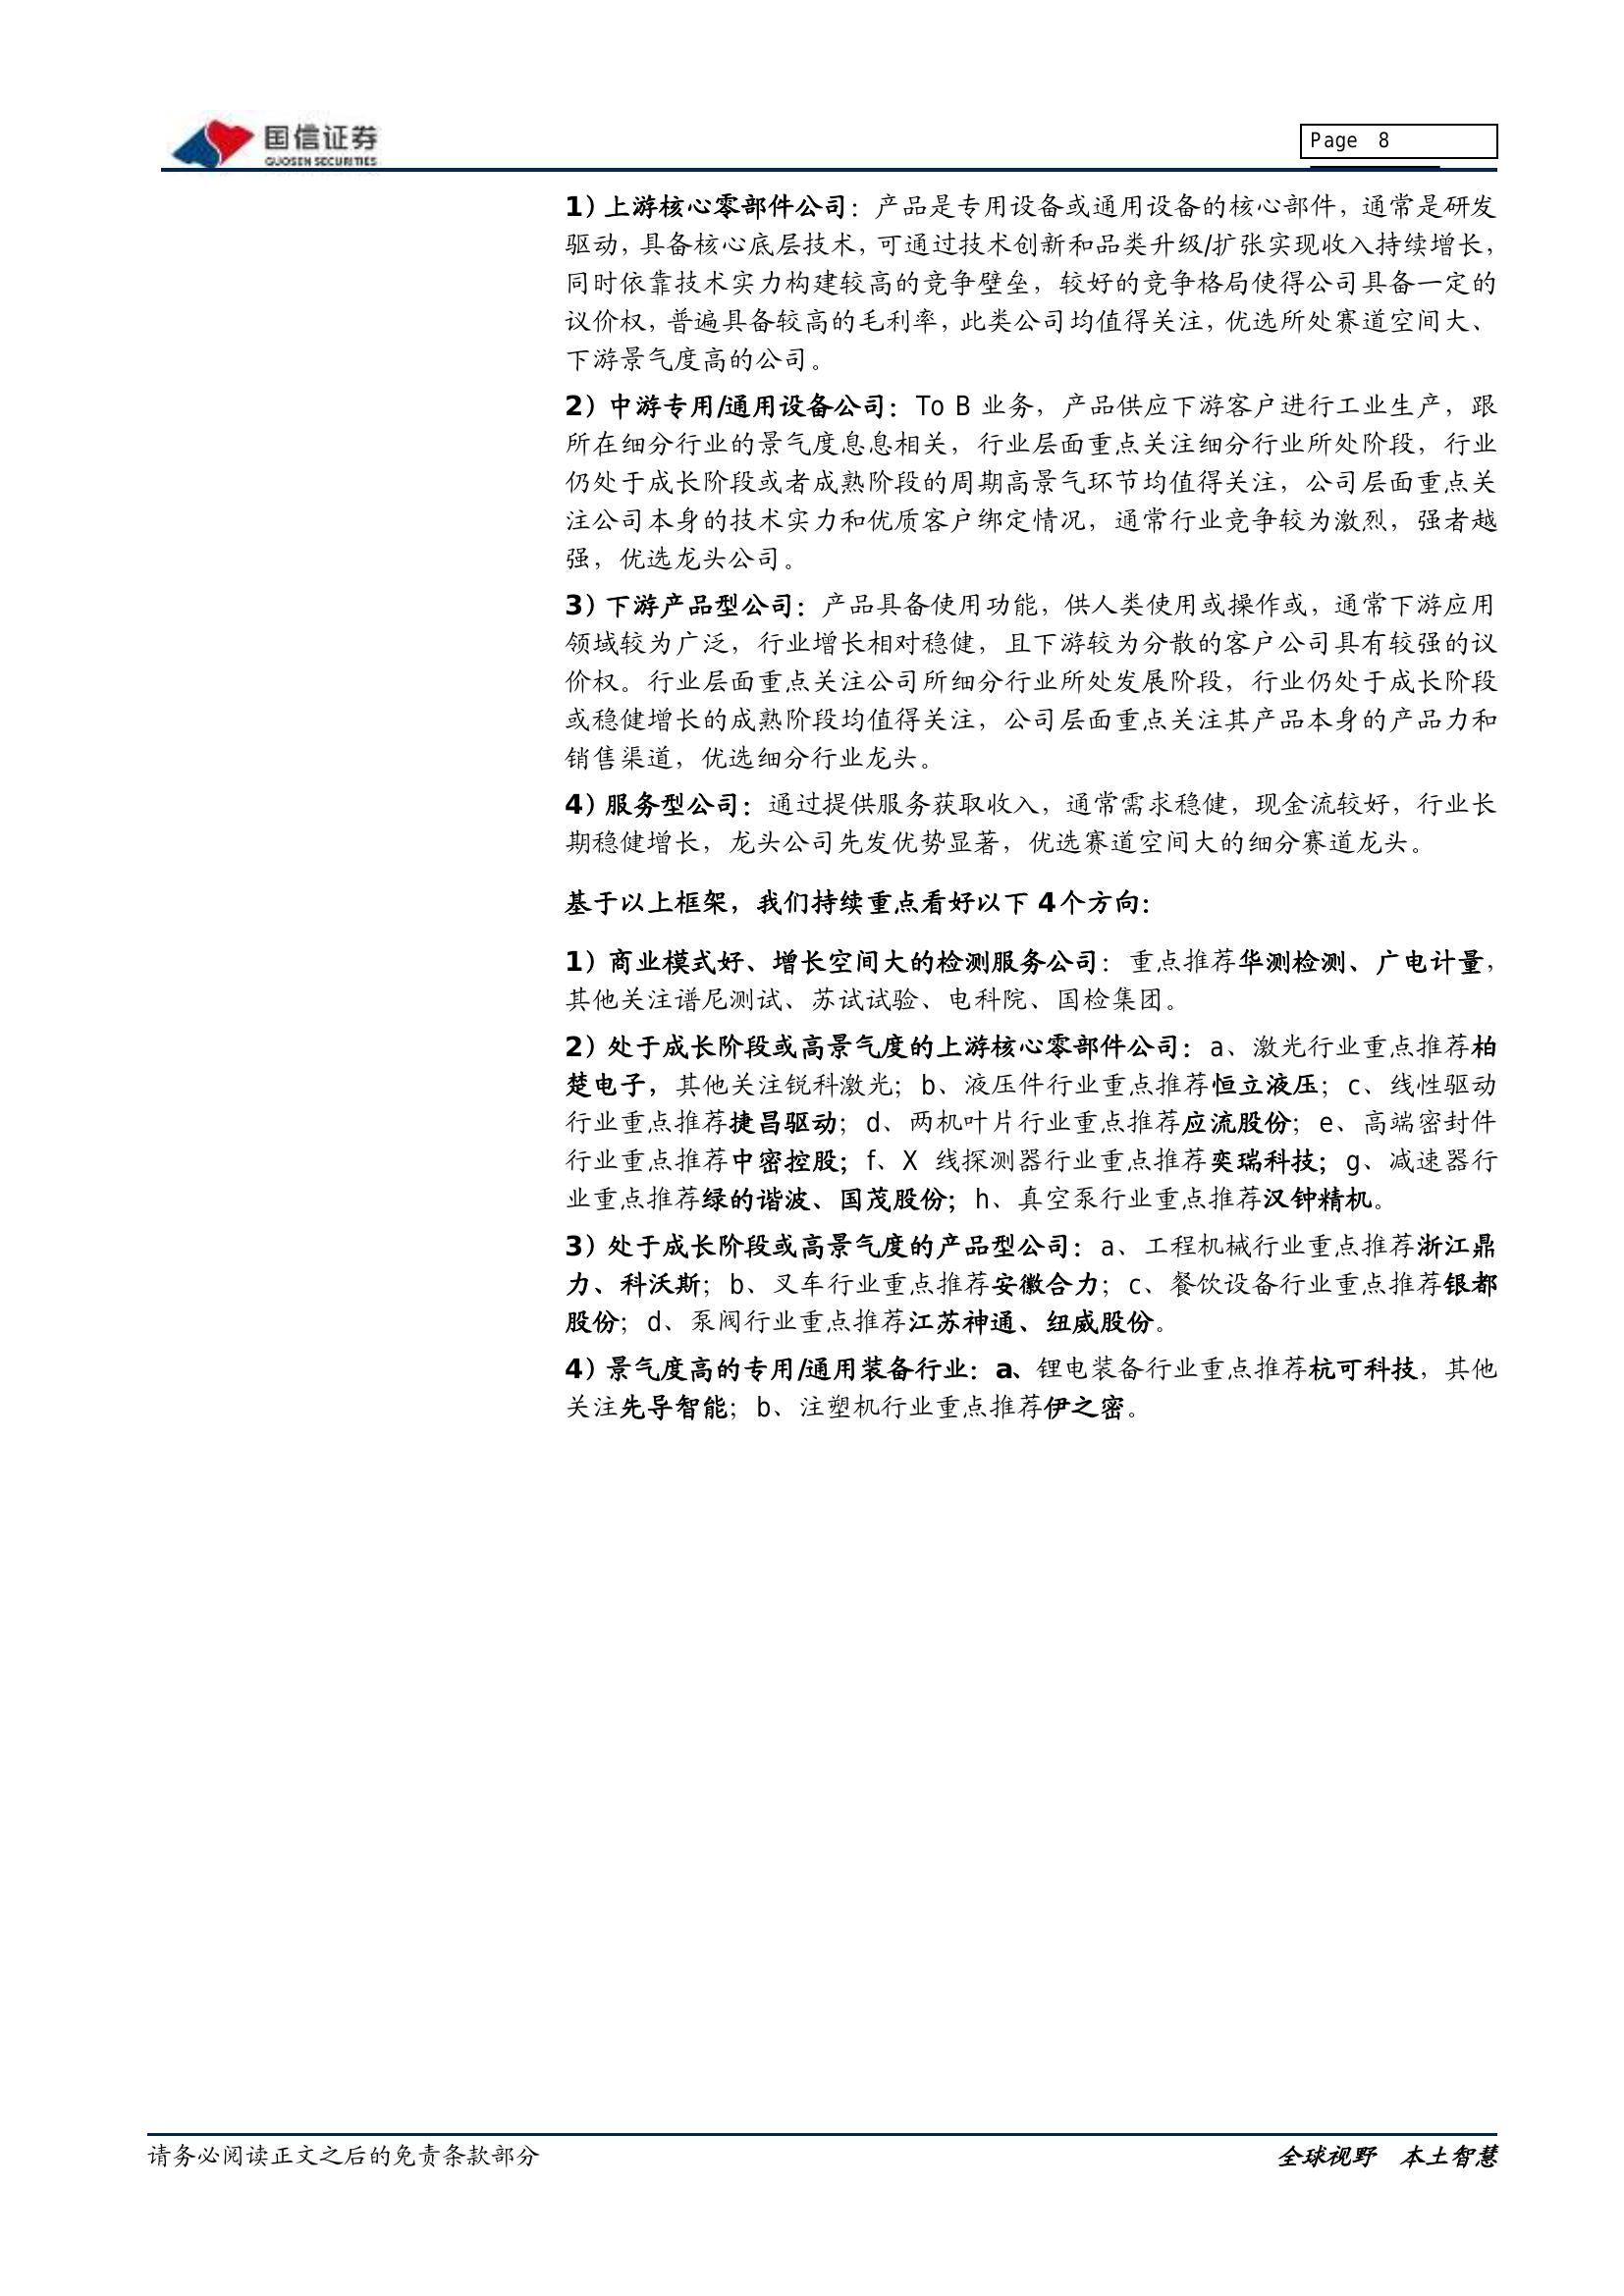 国信证券
GUOSEN SECURITIES
Page 8
1）上游核心零部件公司：产品是专用设备或通用设备的核心部件，通常是研发
驱动，具备核心底层技术，可通过技术创新和品类升级/扩张实现收入持续增长，
同时依靠技术实力构建较高的竞争壁垒，较好的竞争格局使得公司具备一定的
议价权，普遍具备较高的毛利率，此类公司均值得关注，优选所处赛道空间大、
下游景气度高的公司。
2）中游专用/通用设备公司：To B 业务，产品供应下游客户进行工业生产，跟
所在细分行业的景气度息息相关，行业层面重点关注细分行业所处阶段，行业
仍处于成长阶段或者成熟阶段的周期高景气环节均值得关注，公司层面重点关
注公司本身的技术实力和优质客户绑定情况，通常行业竞争较为激烈，强者越
强，优选龙头公司。
3）下游产品型公司：产品具备使用功能，供人类使用或操作或，通常下游应用
领域较为广泛，行业增长相对稳健，且下游较为分散的客户公司具有较强的议
价权。行业层面重点关注公司所细分行业所处发展阶段，行业仍处于成长阶段
或稳健增长的成熟阶段均值得关注，公司层面重点关注其产品本身的产品力和
销售渠道，优选细分行业龙头。
4）服务型公司：通过提供服务获取收入，通常需求稳健，现金流较好，行业长
期稳健增长，龙头公司先发优势显著，优选赛道空间大的细分赛道龙头。
基于以上框架，我们持续重点看好以下 4个方向：
1）商业模式好、增长空间大的检测服务公司：重点推荐华测检测、广电计量，
其他关注谱尼测试、苏试试验、电科院、国检集团。
2）处于成长阶段或高景气度的上游核心零部件公司：a、激光行业重点推荐柏
楚电子，其他关注锐科激光；b、液压件行业重点推荐恒立液压；c、线性驱动
行业重点推荐捷昌驱动；d、两机叶片行业重点推荐应流股份；e、高端密封件
行业重点推荐中密控股；f、X 线探测器行业重点推荐奕瑞科技；g、减速器行
业重点推荐绿的谐波、国茂股份；h、真空泵行业重点推荐汉钟精机。
3）处于成长阶段或高景气度的产品型公司：a、工程机械行业重点推荐浙江鼎
力、科沃斯；b、叉车行业重点推荐安徽合力；c、餐饮设备行业重点推荐银都
股份；d、泵阀行业重点推荐江苏神通、纽威股份。
4）景气度高的专用/通用装备行业：a、锂电装备行业重点推荐杭可科技，其他
关注先导智能；b、注塑机行业重点推荐伊之密。
请务必阅读正文之后的免责条款部分
全球视野 本土智慧